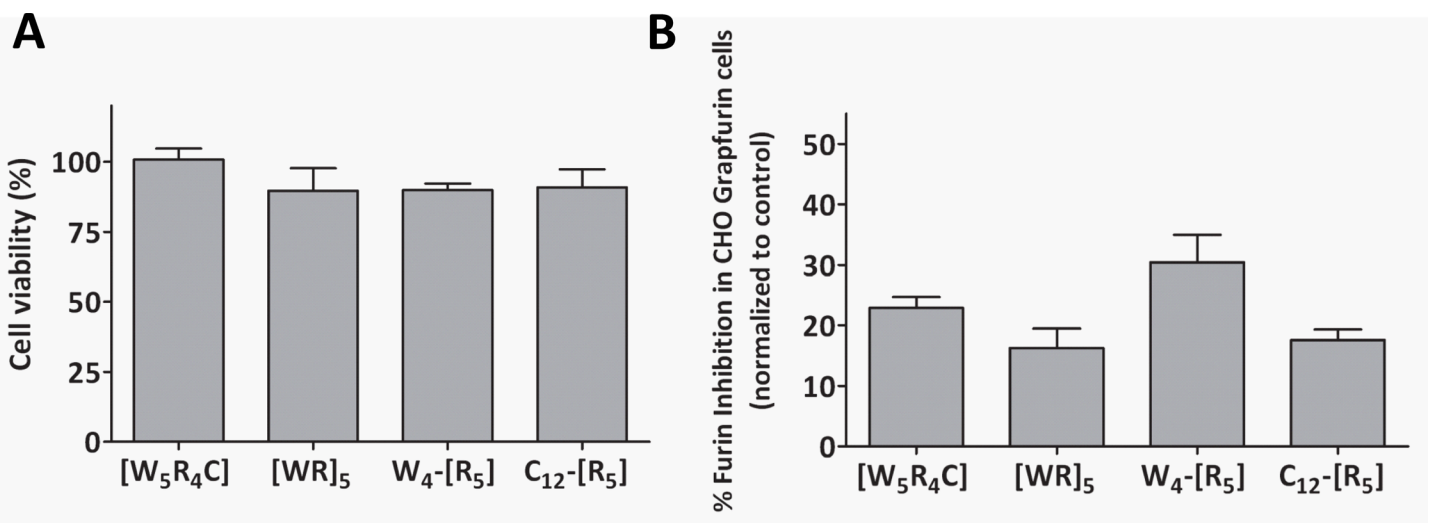 A
Cell viability (%)
100
75
50
25
0
[W₅R₄C]
[WR]₅
W₄-[R₅]
C₁₂-[R₅]
B
% Furin Inhibition in CHO Grapfurin cells
(normalized to control)
50
40
30
20
10
0
[W₅R₄C]
[WR]₅
W₄-[R₅]
C₁₂-[R₅]